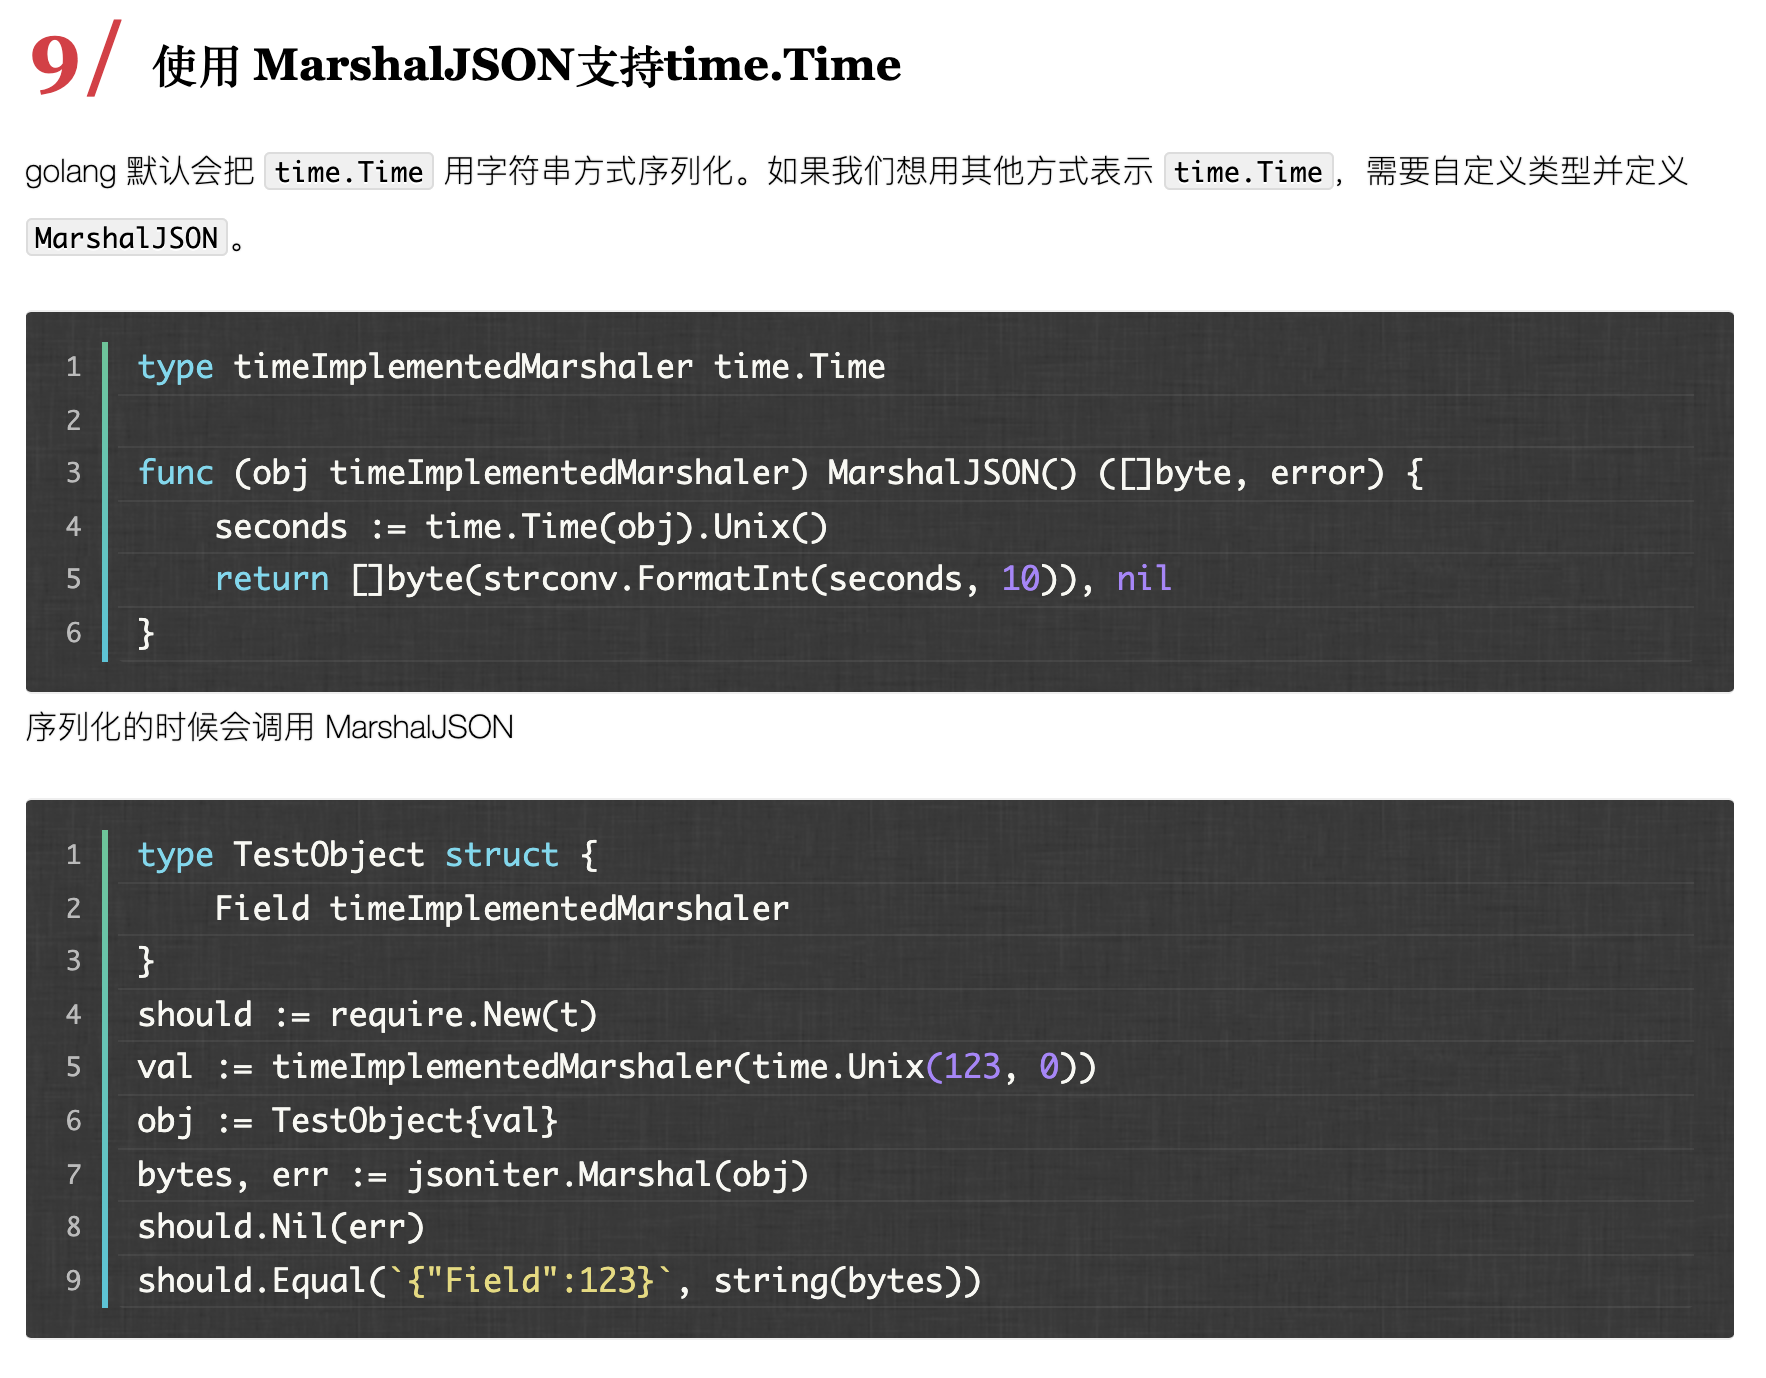 9/ 使用 MarshalJSON支持time.Time
golang 默认会把 time.Time 用字符串方式序列化。如果我们想用其他方式表示 time.Time，需要自定义类型并定义
MarshalJSON。
1 type timeImplementedMarshaler time.Time
2
3 func (obj timeImplementedMarshaler) MarshalJSON() ([]byte, error) {
4     seconds := time.Time(obj).Unix()
5     return []byte(strconv.FormatInt(seconds, 10)), nil
6 }
序列化的时候会调用 MarshalJSON
1 type TestObject struct {
2     Field timeImplementedMarshaler
3 }
4 should := require.New(t)
5 val := timeImplementedMarshaler(time.Unix(123, 0))
6 obj := TestObject{val}
7 bytes, err := jsoniter.Marshal(obj)
8 should.Nil(err)
9 should.Equal(`{"Field":123}`, string(bytes))